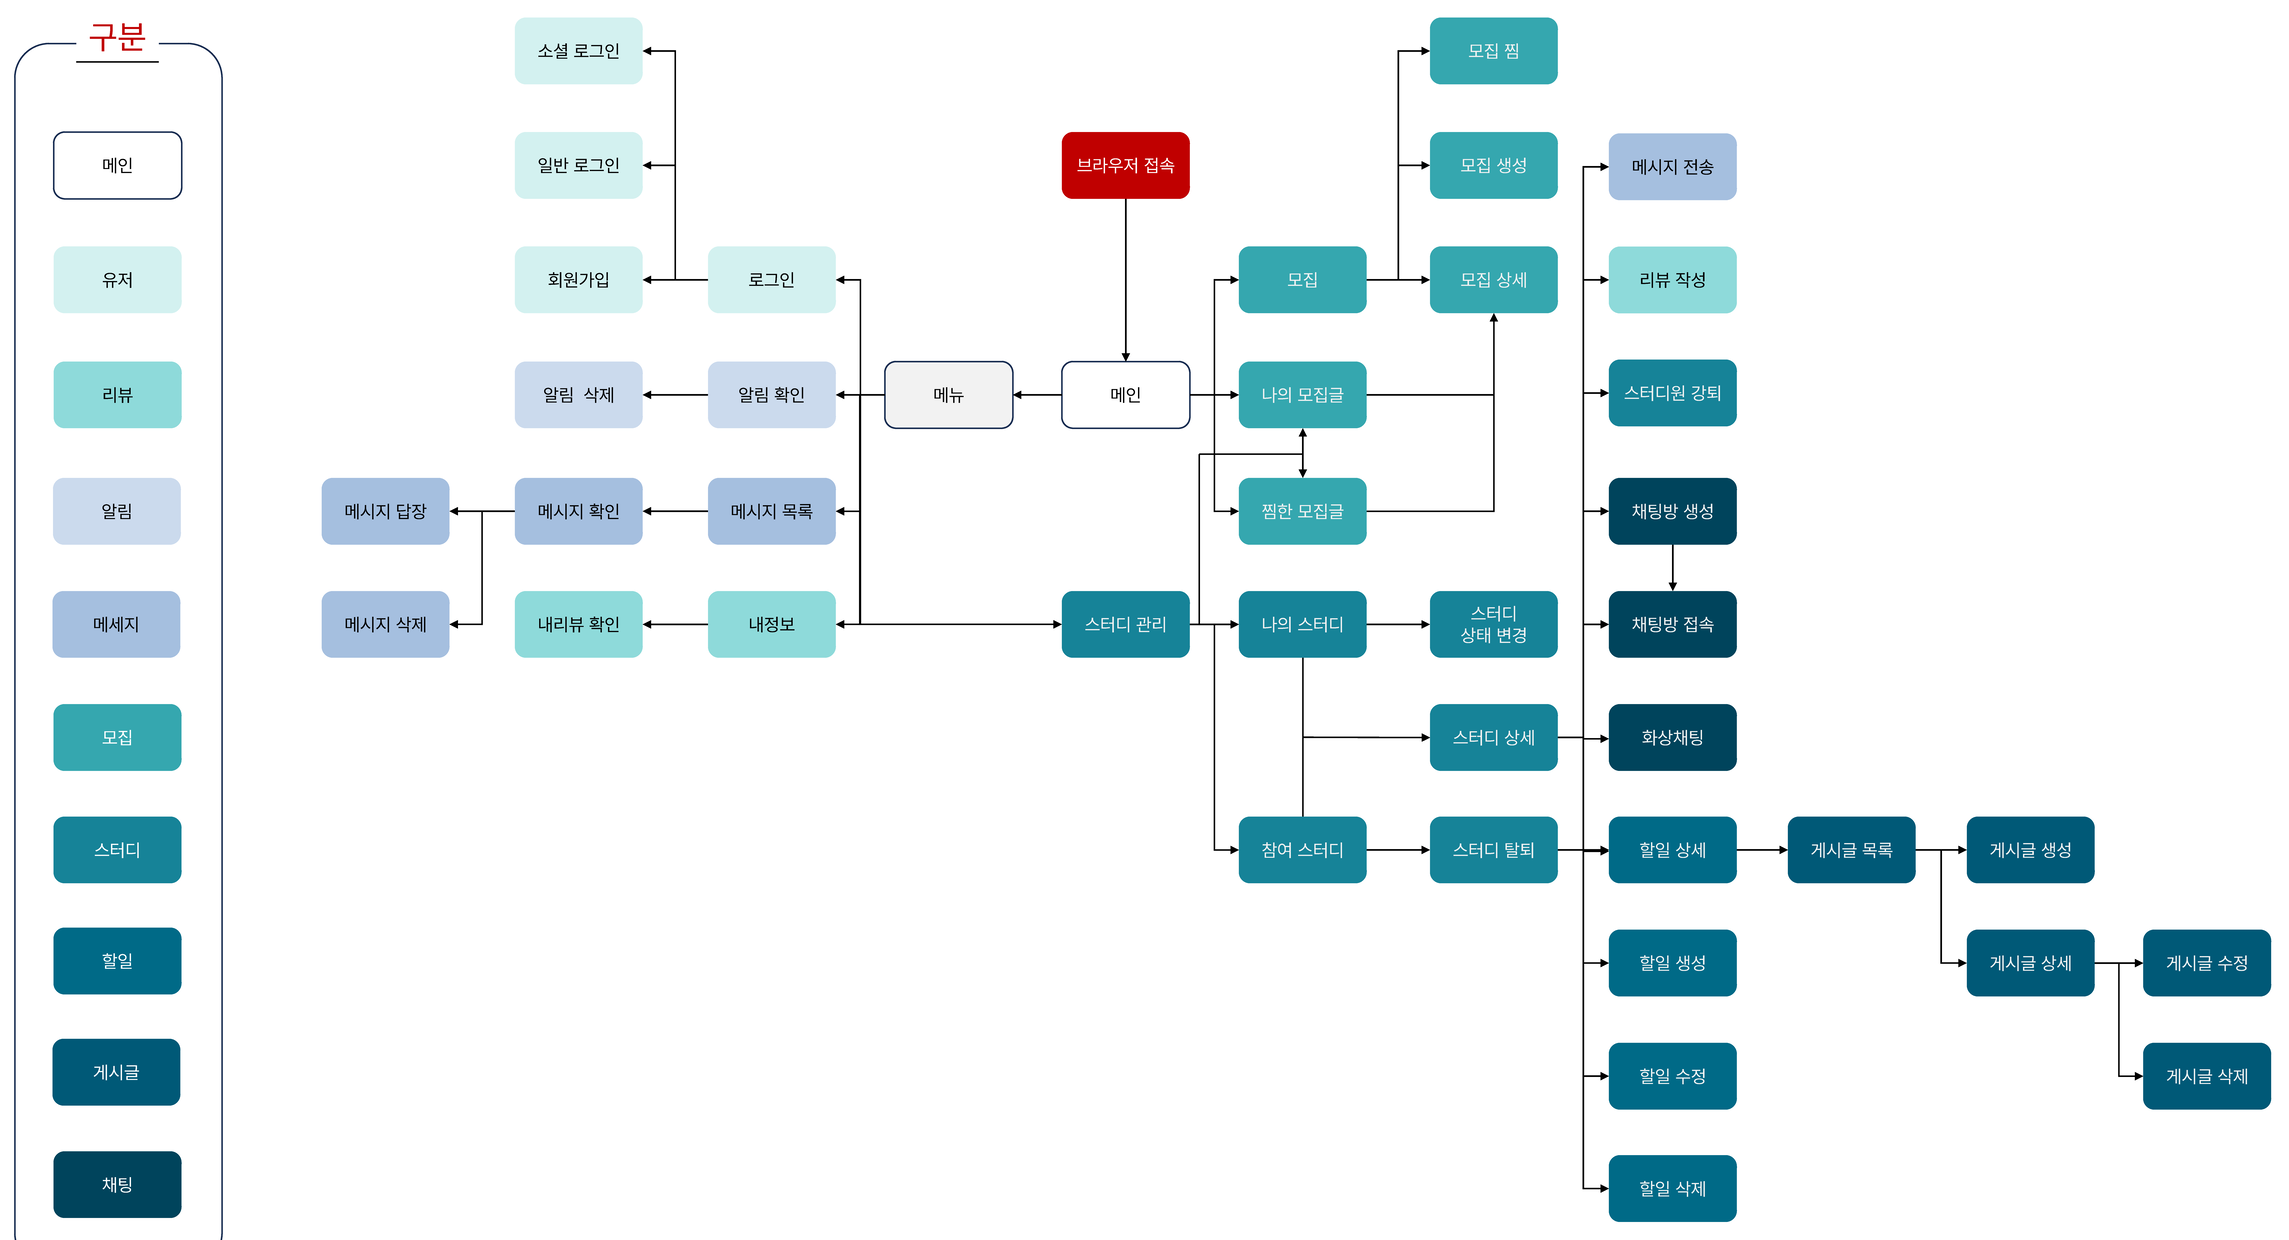 구분
메인
유저
리뷰
알림
메세지
모집
스터디
할일
게시글
채팅
소셜 로그인
모집 찜
일반 로그인
브라우저 접속
모집 생성
메시지 전송
회원가입
로그인
모집
모집 상세
리뷰 작성
알림 삭제
알림 확인
메뉴
메인
나의 모집글
스터디원 강퇴
메시지 답장
메시지 확인
메시지 목록
찜한 모집글
채팅방 생성
메시지 삭제
내리뷰 확인
내정보
스터디 관리
나의 스터디
스터디
상태 변경
채팅방 접속
스터디 상세
화상채팅
참여 스터디
스터디 탈퇴
할일 상세
게시글 목록
게시글 생성
할일 생성
게시글 상세
게시글 수정
할일 수정
게시글 삭제
할일 삭제